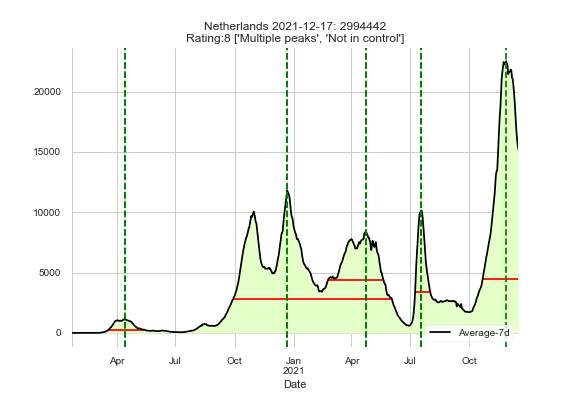 Netherlands 2021-12-17: 2994442
Rating:8 ['Multiple peaks', 'Not in control']
20000
15000
10000
5000
0
Average-7d
Apr Jul Oct Jan Apr Jul Oct
2021
Date